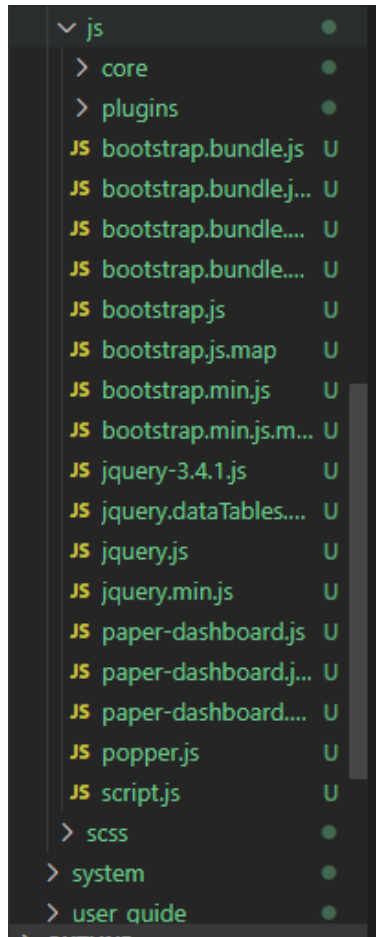 js
core
plugins
JS bootstrap.bundle.js U
JS bootstrap.bundle.j... U
JS bootstrap.bundle.... U
JS bootstrap.bundle.... U
JS bootstrap.js U
JS bootstrap.js.map U
JS bootstrap.min.js U
JS bootstrap.min.js.m... U
JS jquery-3.4.1.js U
JS jquery.dataTables.... U
JS jquery.js U
JS jquery.min.js U
JS paper-dashboard.js U
JS paper-dashboard.j... U
JS paper-dashboard.... U
JS popper.js U
JS script.js U
scss
system
user_guide